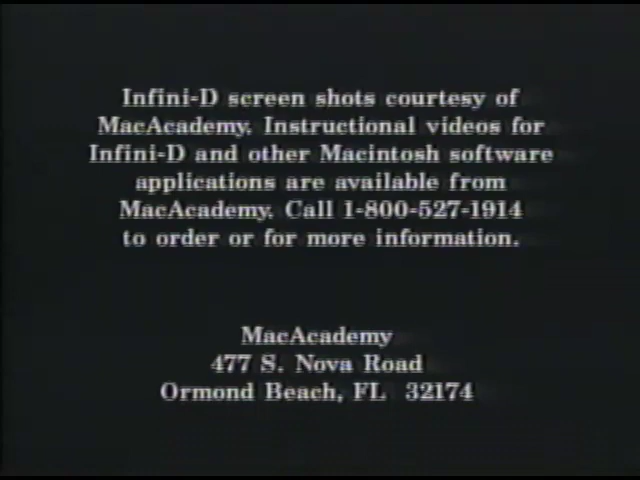 Infini-D screen shots courtesy of
MacAcademy. Instructional videos for
Infini-D and other Macintosh software
applications are available from
MacAcademy. Call 1-800-527-1914
to order or for more information.
MacAcademy
477 S. Nova Road
Ormond Beach, FL 32174